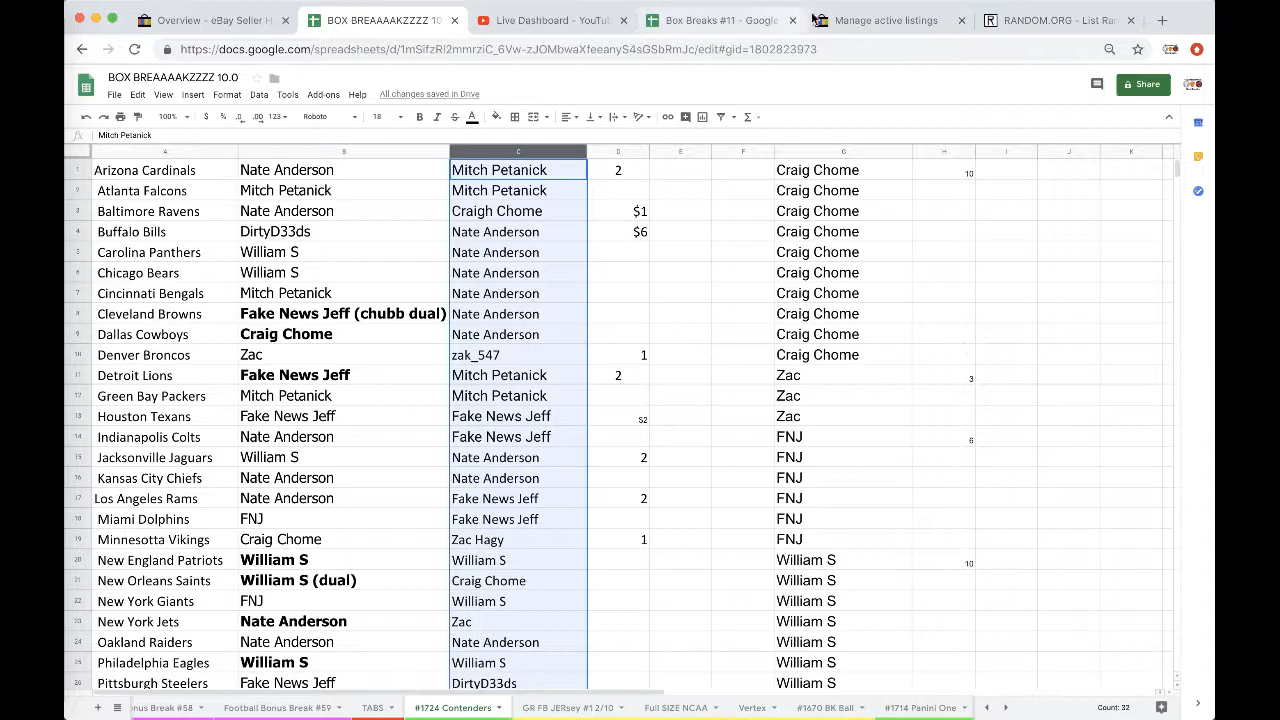 Overview - eBay Seller H
BOX BREAAAAKZZZZ 10.0
Live Dashboard - YouTu
Box Breaks #11 - Google
Manage active listings
RANDOM.ORG - List Ran
https://docs.google.com/spreadsheets/d/1mSifzRI2mmrziC_6Vw-zJOMbwaXfeeanyS4sGSbRmJc/edit#gid=1802823973
BOX BREAAAAKZZZZ 10.0
File Edit View Insert Format Data Tools Add-ons Help All changes saved in Drive
Share
100% $ % .0 .00 123 Roboto 18 B I S A
fx Mitch Petanick
A B C D E F G H I J K
1 Arizona Cardinals Nate Anderson Mitch Petanick 2 Craig Chome 10
2 Atlanta Falcons Mitch Petanick Mitch Petanick Craig Chome
3 Baltimore Ravens Nate Anderson Craigh Chome $1 Craig Chome
4 Buffalo Bills DirtyD33ds Nate Anderson $6 Craig Chome
5 Carolina Panthers William S Nate Anderson Craig Chome
6 Chicago Bears William S Nate Anderson Craig Chome
7 Cincinnati Bengals Mitch Petanick Nate Anderson Craig Chome
8 Cleveland Browns Fake News Jeff (chubb dual) Nate Anderson Craig Chome
9 Dallas Cowboys Craig Chome Nate Anderson Craig Chome
10 Denver Broncos Zac zak_547 1 Craig Chome
11 Detroit Lions Fake News Jeff Mitch Petanick 2 Zac 3
12 Green Bay Packers Mitch Petanick Mitch Petanick Zac
13 Houston Texans Fake News Jeff Fake News Jeff $2 Zac
14 Indianapolis Colts Nate Anderson Fake News Jeff FNJ 6
15 Jacksonville Jaguars William S Nate Anderson 2 FNJ
16 Kansas City Chiefs Nate Anderson Nate Anderson FNJ
17 Los Angeles Rams Nate Anderson Fake News Jeff 2 FNJ
18 Miami Dolphins FNJ Fake News Jeff FNJ
19 Minnesotta Vikings Craig Chome Zac Hagy 1 FNJ
20 New England Patriots William S William S William S 10
21 New Orleans Saints William S (dual) Craig Chome William S
22 New York Giants FNJ William S William S
23 New York Jets Nate Anderson Zac William S
24 Oakland Raiders Nate Anderson Nate Anderson William S
25 Philadelphia Eagles William S William S William S
26 Pittsburgh Steelers Fake News Jeff DirtyD33ds William S
nus Break #58 Football Bonus Break #59 TABS #1724 Contenders GR FB JERsey #1 2/10 Full SIZE NCAA Vertex #1670 BK Ball #1714 Panini One Count: 32